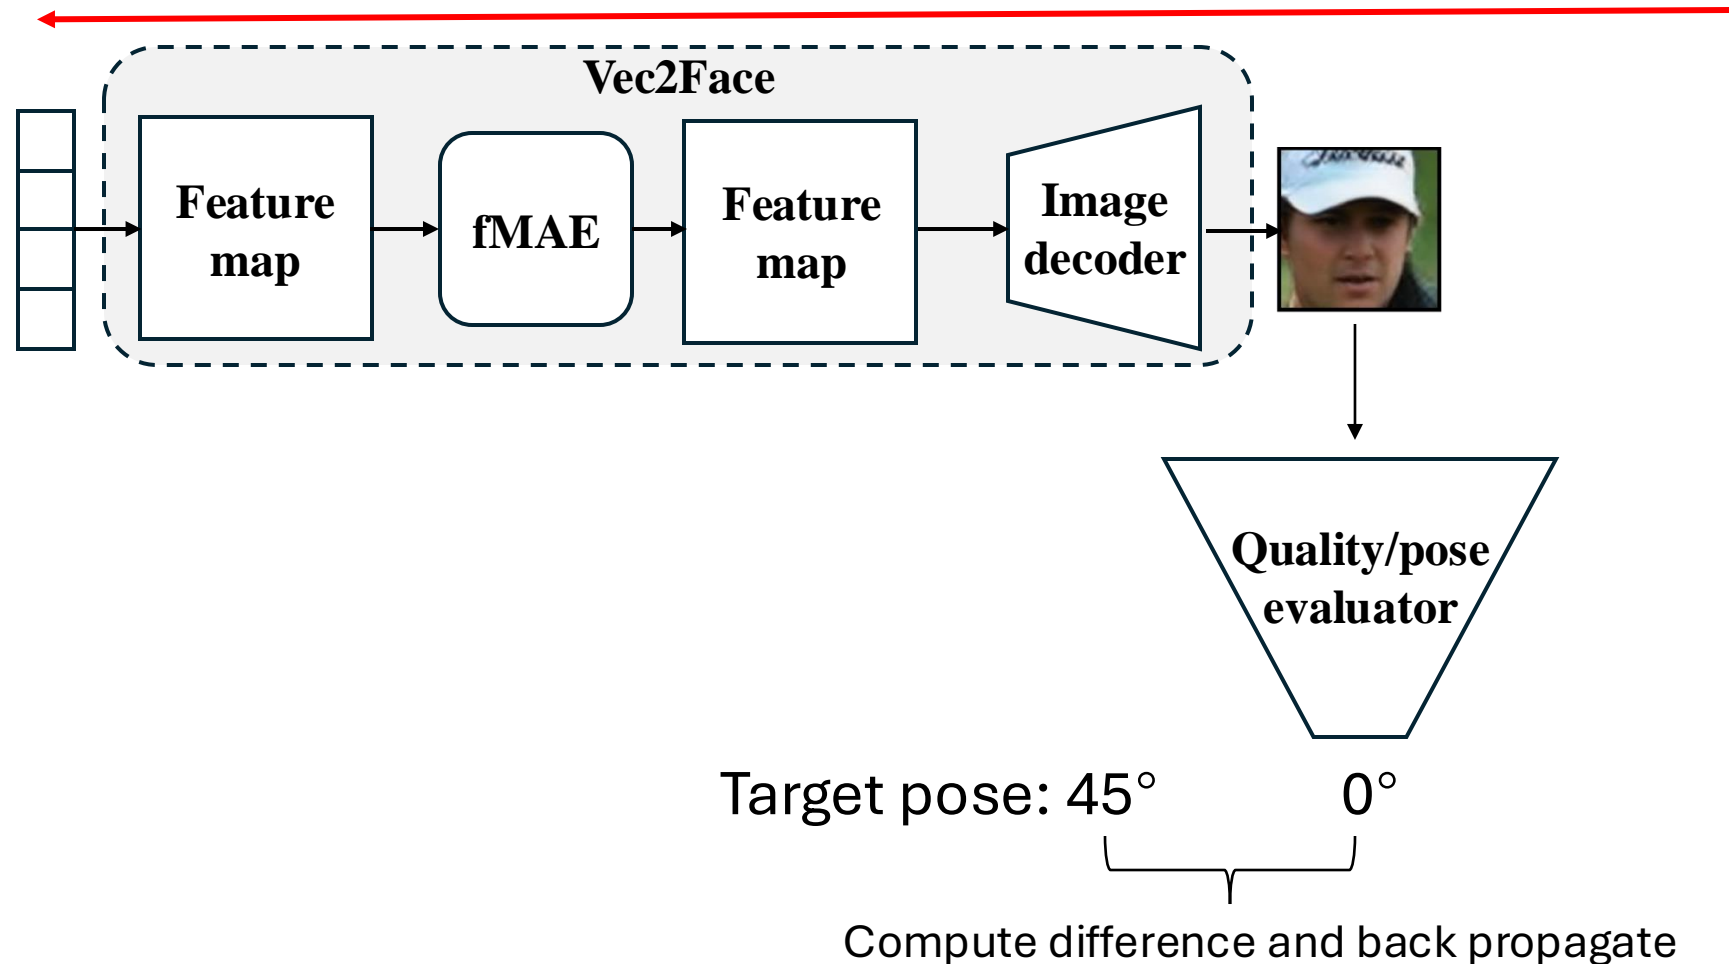 Vec2Face
Feature
map
fMAE
Feature
map
Image
decoder
Quality/pose
evaluator
Target pose: 45° 0°
Compute difference and back propagate